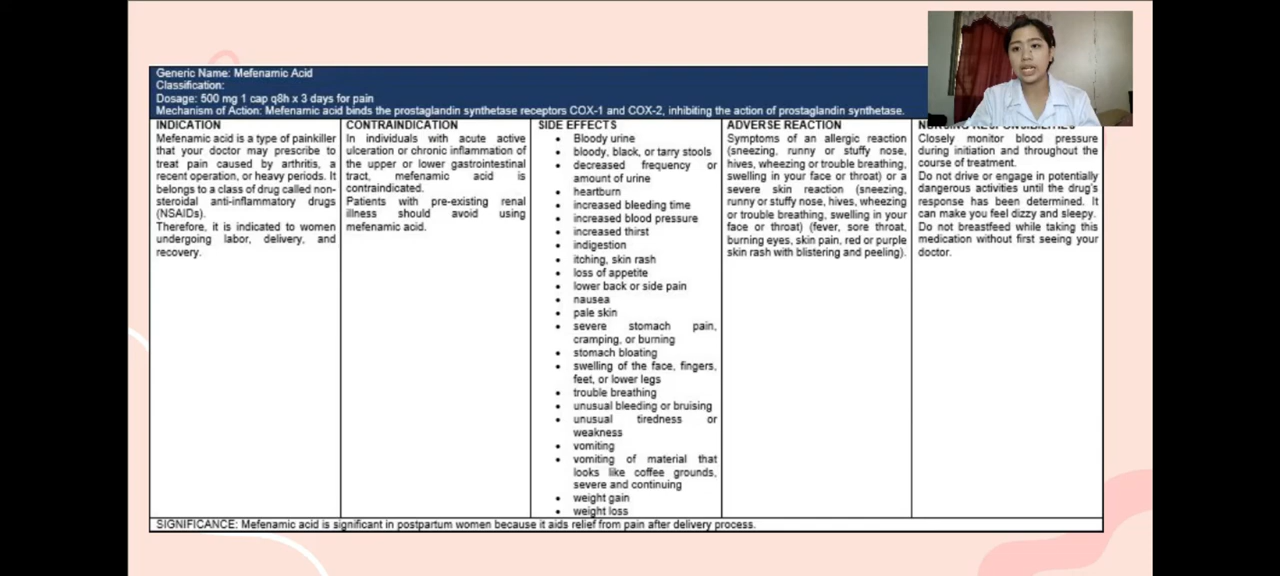 Generic Name: Mefenamic Acid
Classification:
Dosage: 500 mg 1 cap q8h x 3 days for pain
Mechanism of Action: Mefenamic acid binds the prostaglandin synthetase receptors COX-1 and COX-2, inhibiting the action of prostaglandin synthetase.
INDICATION
Mefenamic acid is a type of painkiller
that your doctor may prescribe to
treat pain caused by arthritis, a
recent operation, or heavy periods. It
belongs to a class of drug called non-
steroidal anti-inflammatory drugs
(NSAIDs).
Therefore, it is indicated to women
undergoing labor, delivery, and
recovery.
CONTRAINDICATION
In individuals with acute active
ulceration or chronic inflammation of
the upper or lower gastrointestinal
tract, mefenamic acid is
contraindicated.
Patients with pre-existing renal
illness should avoid using
mefenamic acid.
SIDE EFFECTS
• Bloody urine
• bloody, black, or tarry stools
• decreased frequency or
amount of urine
• heartburn
• increased bleeding time
• increased blood pressure
• increased thirst
• indigestion
• itching, skin rash
• loss of appetite
• lower back or side pain
• nausea
• pale skin
• severe stomach pain,
cramping, or burning
• stomach bloating
• swelling of the face, fingers,
feet, or lower legs
• trouble breathing
• unusual bleeding or bruising
• unusual tiredness or
weakness
• vomiting
• vomiting of material that
looks like coffee grounds,
severe and continuing
• weight gain
• weight loss
ADVERSE REACTION
Symptoms of an allergic reaction
(sneezing, runny or stuffy nose,
hives, wheezing or trouble breathing,
swelling in your face or throat) or a
severe skin reaction (sneezing,
runny or stuffy nose, hives, wheezing
or trouble breathing, swelling in your
face or throat) (fever, sore throat,
burning eyes, skin pain, red or purple
skin rash with blistering and peeling).
NURSING RESPONSIBILITIES
Closely monitor blood pressure
during initiation and throughout the
course of treatment.
Do not drive or engage in potentially
dangerous activities until the drug's
response has been determined. It
can make you feel dizzy and sleepy.
Do not breastfeed while taking this
medication without first seeing your
doctor.
SIGNIFICANCE: Mefenamic acid is significant in postpartum women because it aids relief from pain after delivery process.